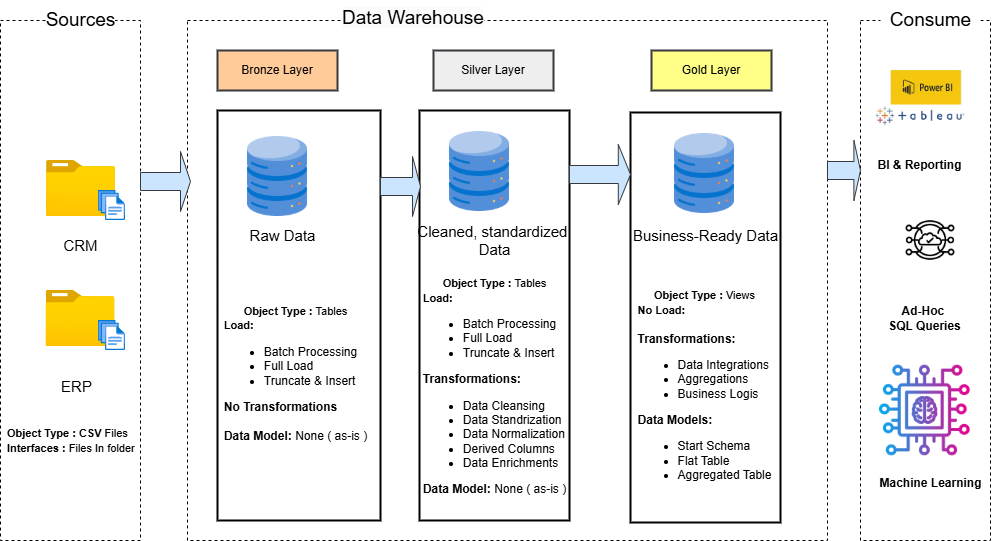 Sources
Data Warehouse
Consume
Bronze Layer
Silver Layer
Gold Layer
Power BI
+ a b l e a u
BI & Reporting
CRM
ERP
Object Type : CSV Files
Interfaces : Files In folder
Raw Data
Object Type : Tables
Load:
Batch Processing
Full Load
Truncate & Insert
No Transformations
Data Model: None ( as-is )
Cleaned, standardized
Data
Object Type : Tables
Load:
Batch Processing
Full Load
Truncate & Insert
Transformations:
Data Cleansing
Data Standrization
Data Normalization
Derived Columns
Data Enrichments
Data Model: None ( as-is )
Business-Ready Data
Object Type : Views
No Load:
Transformations:
Data Integrations
Aggregations
Business Logis
Data Models:
Start Schema
Flat Table
Aggregated Table
Ad-Hoc
SQL Queries
Machine Learning